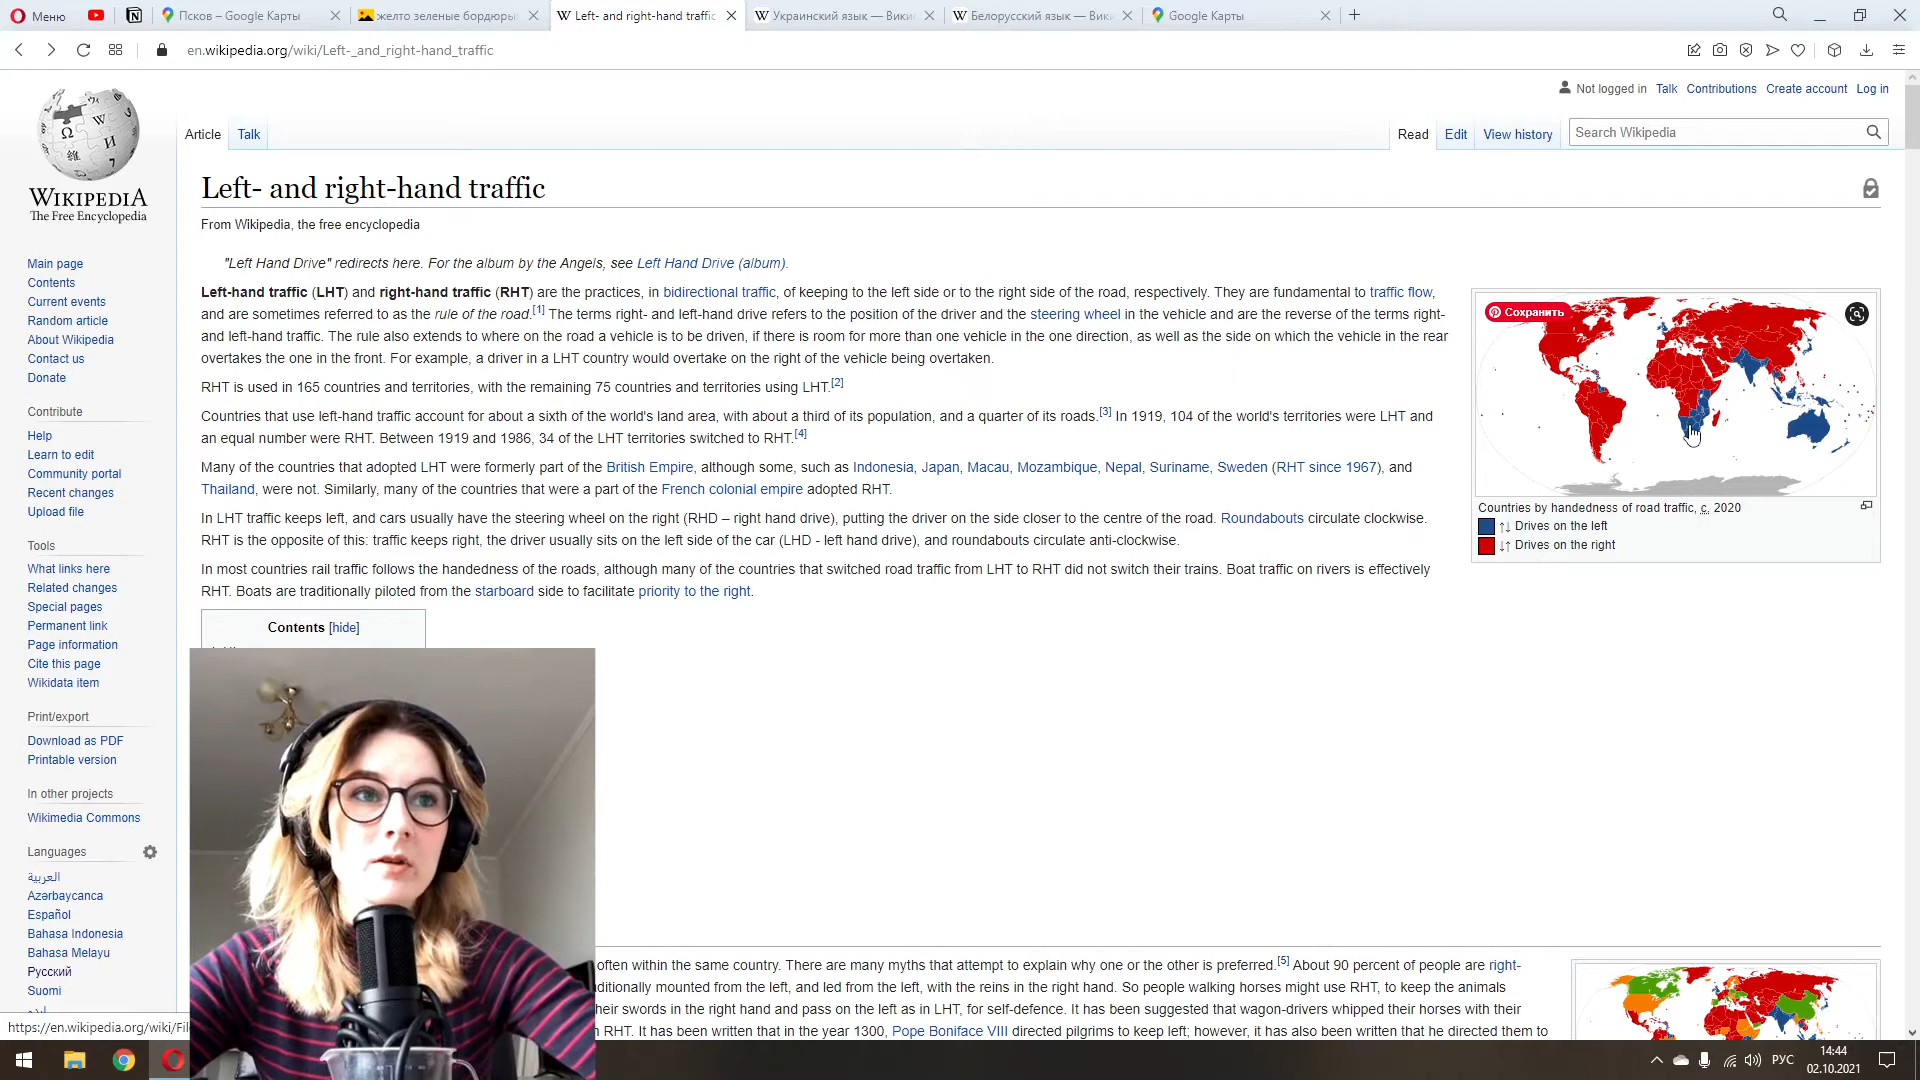 Меню
Псков – Google Карты
желто зеленые бордюры
Left- and right-hand traffic
Украинский язык — Вики
Белорусский язык — Вик
Google Карты
en.wikipedia.org/wiki/Left-_and_right-hand_traffic
Not logged in Talk Contributions Create account Log in
Article Talk
Read Edit View history
Search Wikipedia
WIKIPEDIA
The Free Encyclopedia
Main page
Contents
Current events
Random article
About Wikipedia
Contact us
Donate
Contribute
Help
Learn to edit
Community portal
Recent changes
Upload file
Tools
What links here
Related changes
Special pages
Permanent link
Page information
Cite this page
Wikidata item
Print/export
Download as PDF
Printable version
In other projects
Wikimedia Commons
Languages
العربية
Azərbaycanca
Español
Bahasa Indonesia
Bahasa Melayu
Русский
Suomi
اردو
https://en.wikipedia.org/wiki/Fil
Left- and right-hand traffic
From Wikipedia, the free encyclopedia
"Left Hand Drive" redirects here. For the album by the Angels, see Left Hand Drive (album).
Left-hand traffic (LHT) and right-hand traffic (RHT) are the practices, in bidirectional traffic, of keeping to the left side or to the right side of the road, respectively. They are fundamental to traffic flow,
and are sometimes referred to as the rule of the road.[1] The terms right- and left-hand drive refers to the position of the driver and the steering wheel in the vehicle and are the reverse of the terms right-
and left-hand traffic. The rule also extends to where on the road a vehicle is to be driven, if there is room for more than one vehicle in the one direction, as well as the side on which the vehicle in the rear
overtakes the one in the front. For example, a driver in a LHT country would overtake on the right of the vehicle being overtaken.
RHT is used in 165 countries and territories, with the remaining 75 countries and territories using LHT.[2]
Countries that use left-hand traffic account for about a sixth of the world's land area, with about a third of its population, and a quarter of its roads.[3] In 1919, 104 of the world's territories were LHT and
an equal number were RHT. Between 1919 and 1986, 34 of the LHT territories switched to RHT.[4]
Many of the countries that adopted LHT were formerly part of the British Empire, although some, such as Indonesia, Japan, Macau, Mozambique, Nepal, Suriname, Sweden (RHT since 1967), and
Thailand, were not. Similarly, many of the countries that were a part of the French colonial empire adopted RHT.
In LHT traffic keeps left, and cars usually have the steering wheel on the right (RHD – right hand drive), putting the driver on the side closer to the centre of the road. Roundabouts circulate clockwise.
RHT is the opposite of this: traffic keeps right, the driver usually sits on the left side of the car (LHD - left hand drive), and roundabouts circulate anti-clockwise.
In most countries rail traffic follows the handedness of the roads, although many of the countries that switched road traffic from LHT to RHT did not switch their trains. Boat traffic on rivers is effectively
RHT. Boats are traditionally piloted from the starboard side to facilitate priority to the right.
Contents [hide]
Сохранить
Countries by handedness of road traffic, c. 2020
↑↓ Drives on the left
↓↑ Drives on the right
often within the same country. There are many myths that attempt to explain why one or the other is preferred.[5] About 90 percent of people are right-
ditionally mounted from the left, and led from the left, with the reins in the right hand. So people walking horses might use RHT, to keep the animals
heir swords in the right hand and pass on the left as in LHT, for self-defence. It has been suggested that wagon-drivers whipped their horses with their
RHT. It has been written that in the year 1300, Pope Boniface VIII directed pilgrims to keep left; however, it has also been written that he directed them to
РУС
14:44
02.10.2021